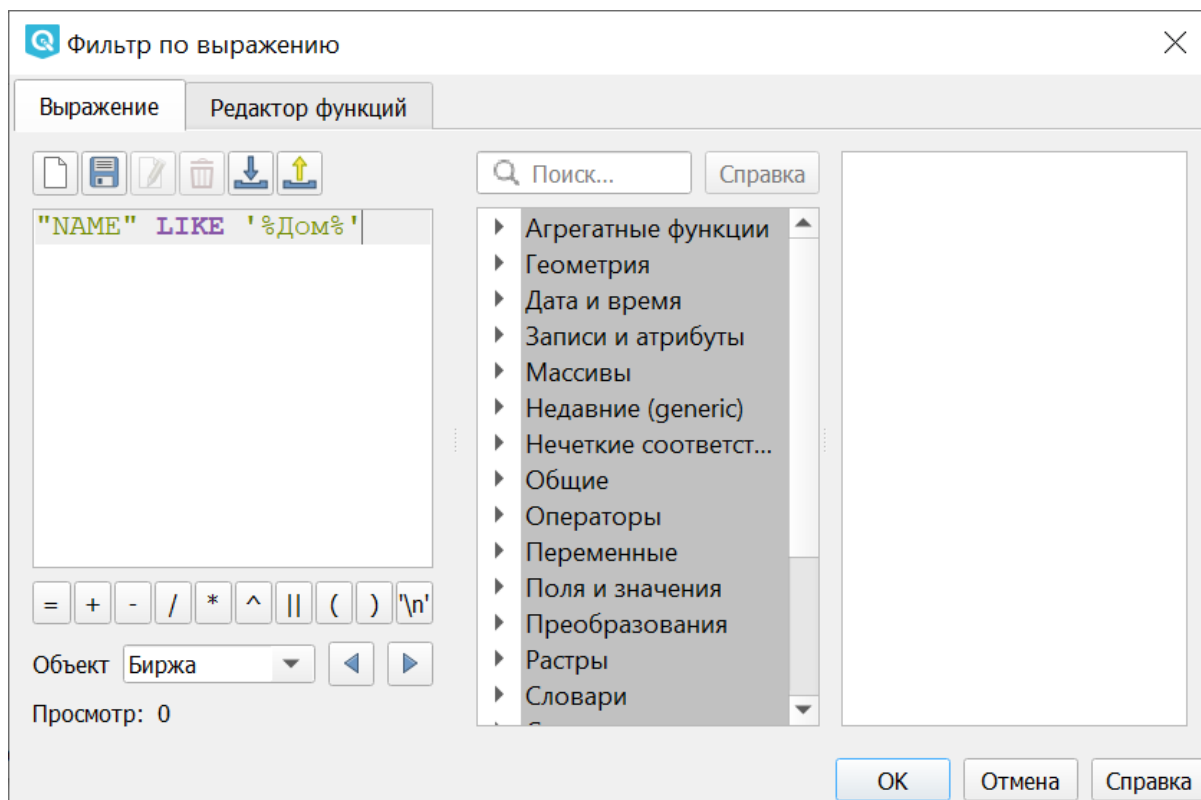 Фильтр по выражению
Выражение
Редактор функций
"NAME" LIKE '%Дом%'
= + - / * ^ || ( ) '\n'
Объект Биржа
Просмотр: 0
Поиск...
Справка
Агрегатные функции
Геометрия
Дата и время
Записи и атрибуты
Массивы
Недавние (generic)
Нечеткие соответст...
Общие
Операторы
Переменные
Поля и значения
Преобразования
Растры
Словари
OK
Отмена
Справка